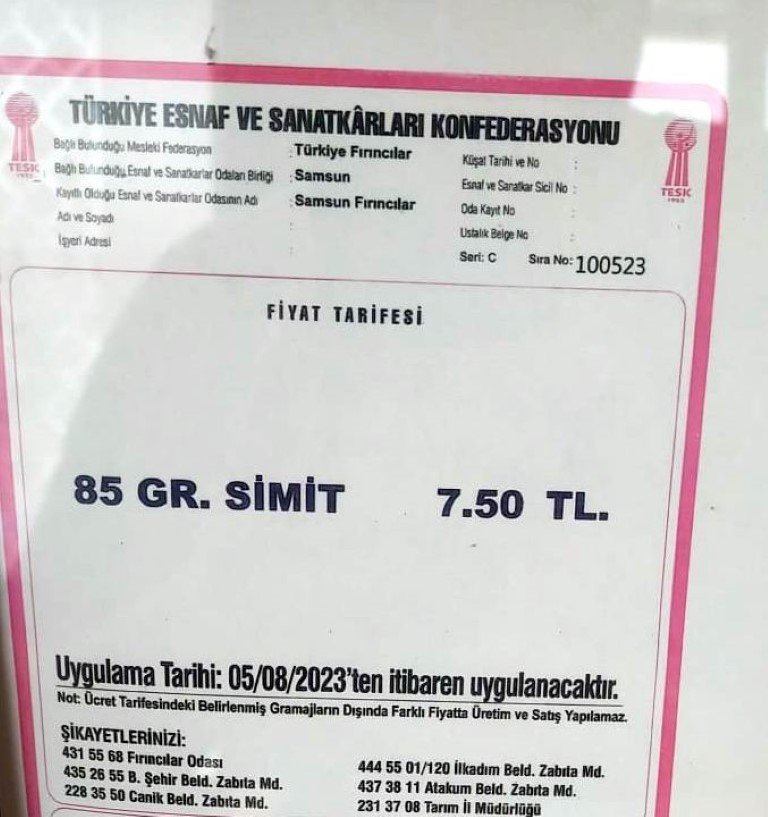 TÜRKİYE ESNAF VE SANATKÂRLARI KONFEDERASYONU
TESK
TESK
Bağlı Bulunduğu Mesleki Federasyon : Türkiye Fırıncılar
Bağlı Bulunduğu Esnaf ve Sanatkarlar Odaları Birliği : Samsun
Kayıtlı Olduğu Esnaf ve Sanatkarlar Odasının Adı : Samsun Fırıncılar
Adı ve Soyadı :
İşyeri Adresi :
Küşat Tarihi ve No :
Esnaf ve Sanatkar Sicil No :
Oda Kayıt No :
Ustalık Belge No :
Seri: C Sıra No: 100523
FİYAT TARİFESİ
85 GR. SİMİT 7.50 TL.
Uygulama Tarihi: 05/08/2023'ten itibaren uygulanacaktır.
Not: Ücret Tarifesindeki Belirlenmiş Gramajların Dışında Farklı Fiyatta Üretim ve Satış Yapılamaz.
ŞİKAYETLERİNİZİ:
431 55 68 Fırıncılar Odası
435 26 55 B. Şehir Beld. Zabıta Md.
228 35 50 Canik Beld. Zabıta Md.
444 55 01/120 İlkadım Beld. Zabıta Md.
437 38 11 Atakum Beld. Zabıta Md.
231 37 08 Tarım İl Müdürlüğü